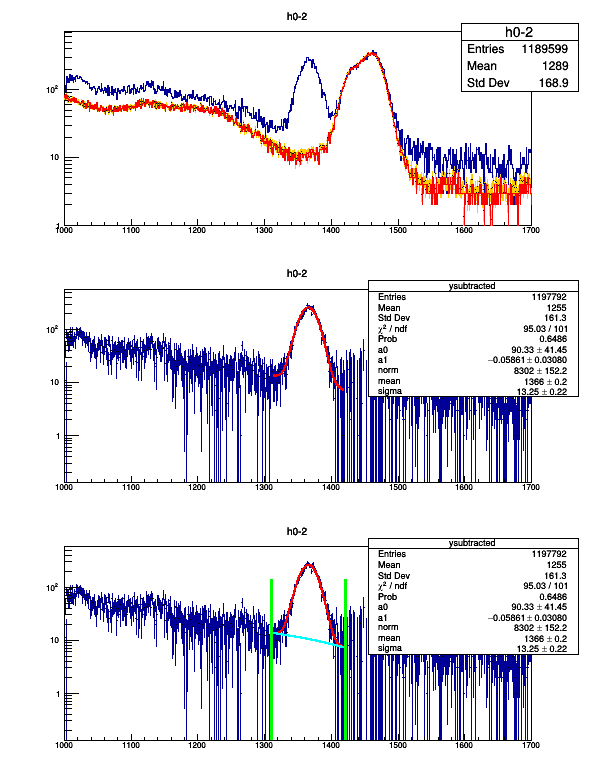 h0-2
h0-2
Entries 1189599
Mean 1289
Std Dev 168.9
10²
10
1
1000 1100 1200 1300 1400 1500 1600 1700
h0-2
ysubtracted
Entries 1197792
Mean 1255
Std Dev 161.3
χ² / ndf 95.03 / 101
Prob 0.6486
a0 90.33 ± 41.45
a1 −0.05861 ± 0.03080
norm 8302 ± 152.2
mean 1366 ± 0.2
sigma 13.25 ± 0.22
10²
10
1
1000 1100 1200 1300 1400 1500 1600 1700
h0-2
ysubtracted
Entries 1197792
Mean 1255
Std Dev 161.3
χ² / ndf 95.03 / 101
Prob 0.6486
a0 90.33 ± 41.45
a1 −0.05861 ± 0.03080
norm 8302 ± 152.2
mean 1366 ± 0.2
sigma 13.25 ± 0.22
10²
10
1
1000 1100 1200 1300 1400 1500 1600 1700